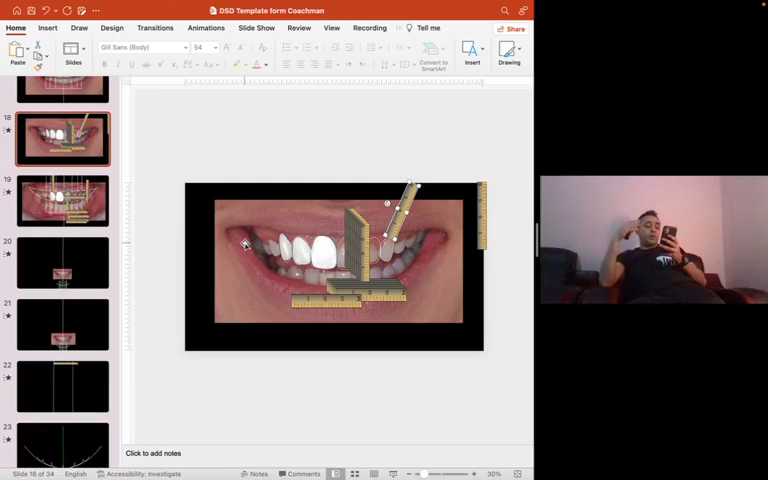 DSD Template form Coachman
Home Insert Draw Design Transitions Animations Slide Show Review View Recording Tell me Share
Paste Slides Gill Sans (Body) 54 Convert to SmartArt Insert Drawing
B I U
18
19
20
21
22
23
Click to add notes
Slide 18 of 34 English Accessibility: Investigate Notes Comments 30%